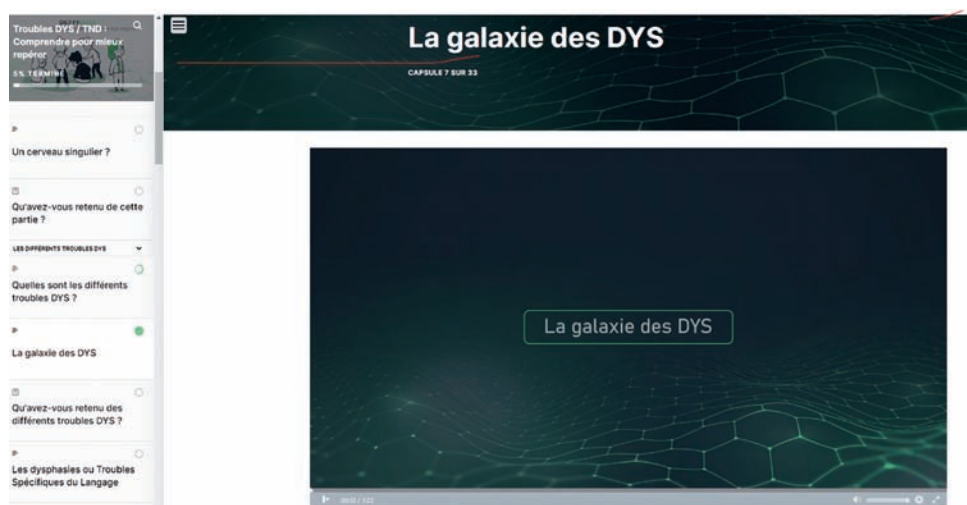 Troubles DYS / TND :
Comprendre pour mieux
repérer
5% TERMINÉ
Un cerveau singulier ?
Qu'avez-vous retenu de cette
partie ?
LES DIFFÉRENTS TROUBLES DYS
Quelles sont les différents
troubles DYS ?
La galaxie des DYS
Qu'avez-vous retenu des
différents troubles DYS ?
Les dysphasies ou Troubles
Spécifiques du Langage
La galaxie des DYS
CAPSULE 7 SUR 33
La galaxie des DYS